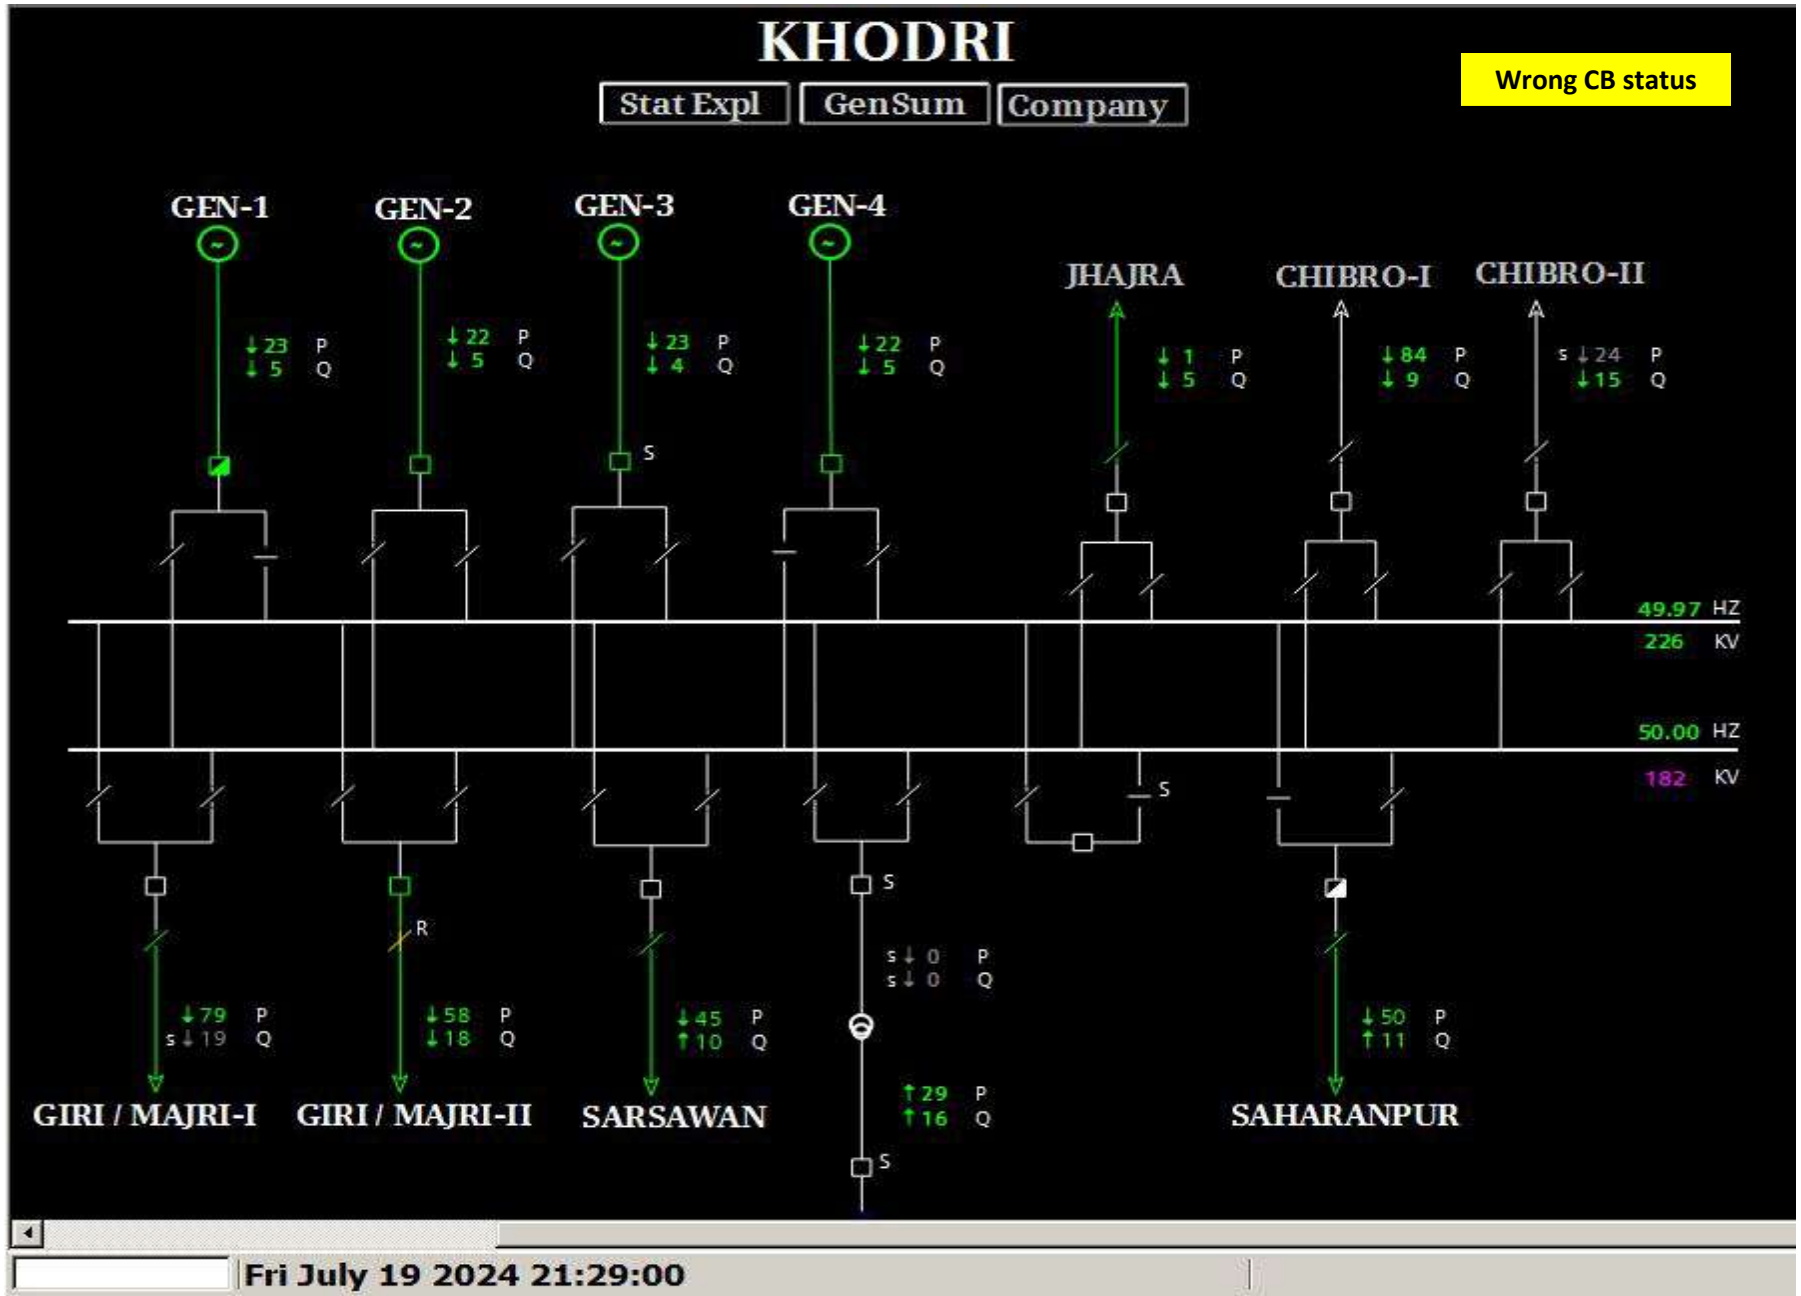 KHODRI
Wrong CB status
Stat Expl GenSum Company
GEN-1 GEN-2 GEN-3 GEN-4
JHAJRA CHIBRO-I CHIBRO-II
↓23 P ↓22 P ↓23 P ↓22 P ↓1 P ↓84 P s↓24 P
↓5 Q ↓5 Q ↓4 Q ↓5 Q ↓5 Q ↓9 Q ↓15 Q
S
49.97 HZ
226 KV
50.00 HZ
182 KV
S
S
R
s↓0 P
s↓0 Q
↓79 P ↓58 P ↓45 P ↓50 P
s↓19 Q ↓18 Q ↑10 Q ↑11 Q
↑29 P
↑16 Q
GIRI / MAJRI-I GIRI / MAJRI-II SARSAWAN SAHARANPUR
S
Fri July 19 2024 21:29:00